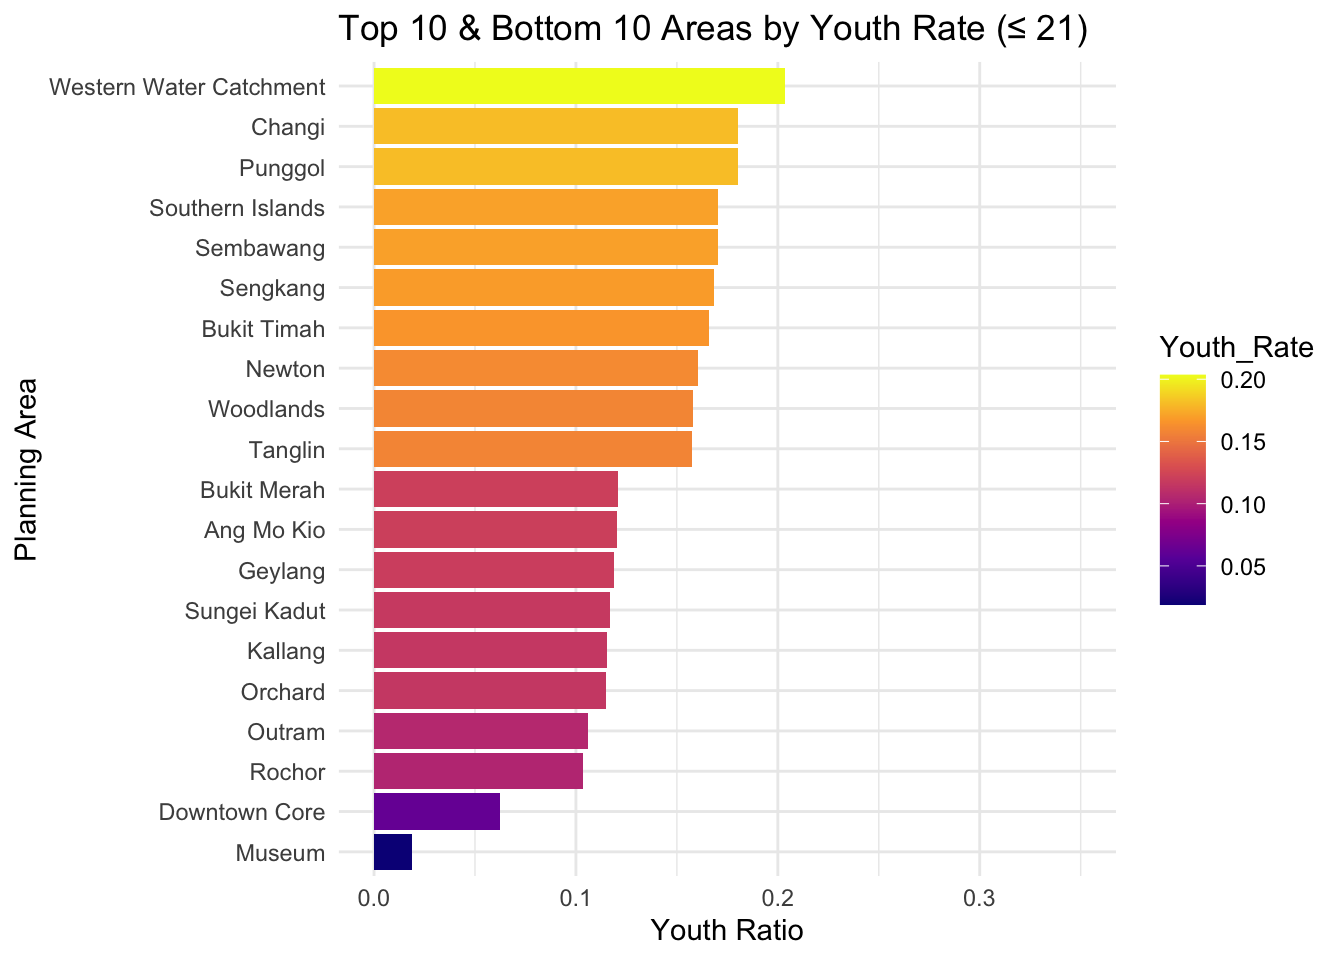 Top 10 & Bottom 10 Areas by Youth Rate (≤ 21)
Western Water Catchment
Changi
Punggol
Southern Islands
Sembawang
Sengkang
Bukit Timah
Newton
Woodlands
Tanglin
Bukit Merah
Ang Mo Kio
Geylang
Sungei Kadut
Kallang
Orchard
Outram
Rochor
Downtown Core
Museum
Planning Area
0.0 0.1 0.2 0.3
Youth Ratio
Youth_Rate
0.20
0.15
0.10
0.05